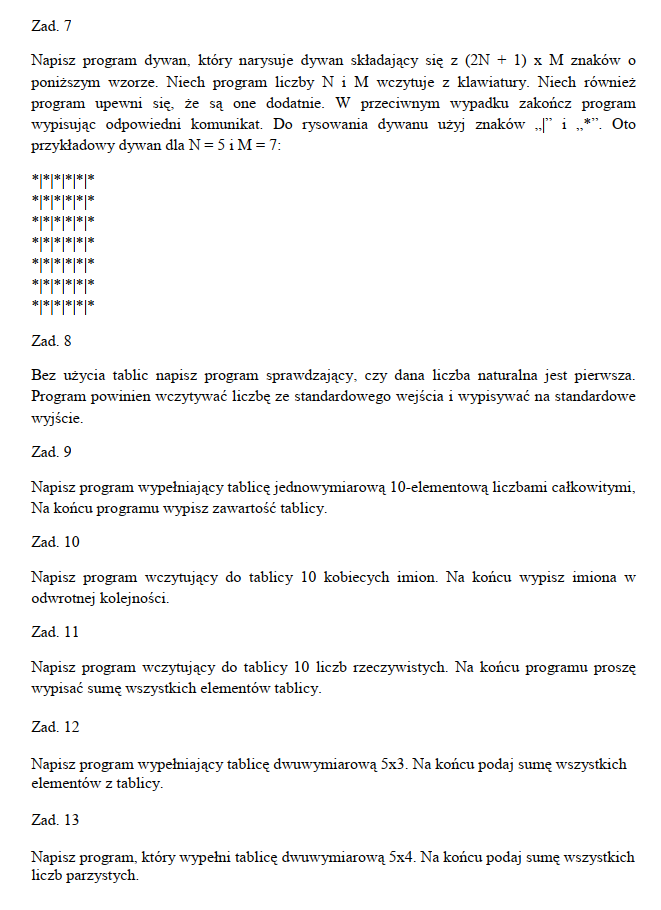 Zad. 7
Napisz program dywan, który narysuje dywan składający się z (2N + 1) x M znaków o
poniższym wzorze. Niech program liczby N i M wczytuje z klawiatury. Niech również
program upewni się, że są one dodatnie. W przeciwnym wypadku zakończ program
wypisując odpowiedni komunikat. Do rysowania dywanu użyj znaków „|” i „*”. Oto
przykładowy dywan dla N = 5 i M = 7:
*|*|*|*|*|*
*|*|*|*|*|*
*|*|*|*|*|*
*|*|*|*|*|*
*|*|*|*|*|*
*|*|*|*|*|*
*|*|*|*|*|*
Zad. 8
Bez użycia tablic napisz program sprawdzający, czy dana liczba naturalna jest pierwsza.
Program powinien wczytywać liczbę ze standardowego wejścia i wypisywać na standardowe
wyjście.
Zad. 9
Napisz program wypełniający tablicę jednowymiarową 10-elementową liczbami całkowitymi,
Na końcu programu wypisz zawartość tablicy.
Zad. 10
Napisz program wczytujący do tablicy 10 kobiecych imion. Na końcu wypisz imiona w
odwrotnej kolejności.
Zad. 11
Napisz program wczytujący do tablicy 10 liczb rzeczywistych. Na końcu programu proszę
wypisać sumę wszystkich elementów tablicy.
Zad. 12
Napisz program wypełniający tablicę dwuwymiarową 5x3. Na końcu podaj sumę wszystkich
elementów z tablicy.
Zad. 13
Napisz program, który wypełni tablicę dwuwymiarową 5x4. Na końcu podaj sumę wszystkich
liczb parzystych.